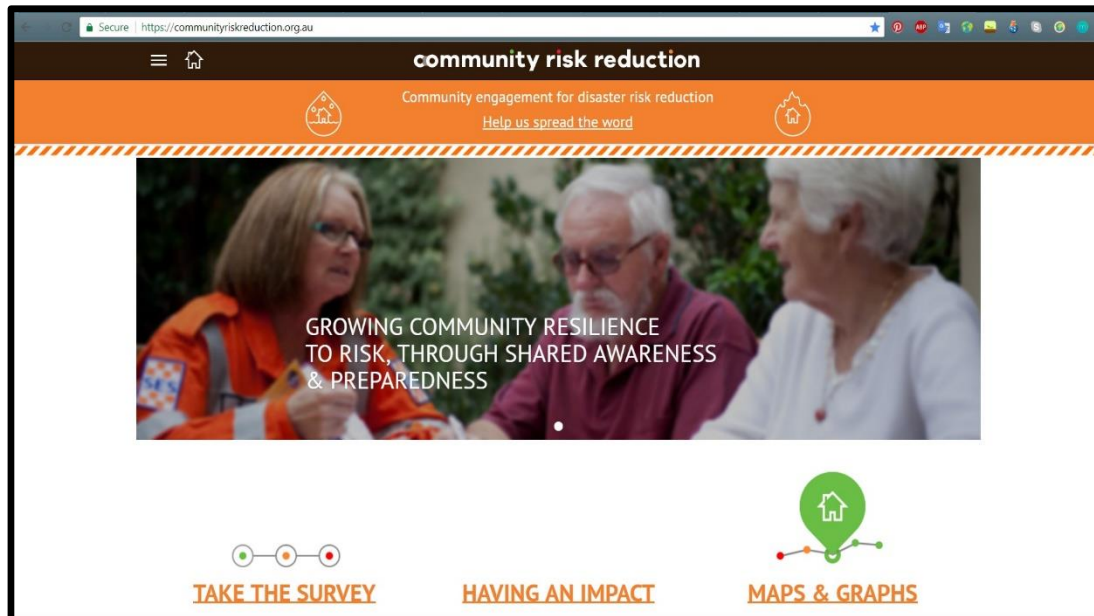 Secure | https://communityriskreduction.org.au
community risk reduction
Community engagement for disaster risk reduction
Help us spread the word
GROWING COMMUNITY RESILIENCE
TO RISK, THROUGH SHARED AWARENESS
& PREPAREDNESS
SES
TAKE THE SURVEY
HAVING AN IMPACT
MAPS & GRAPHS